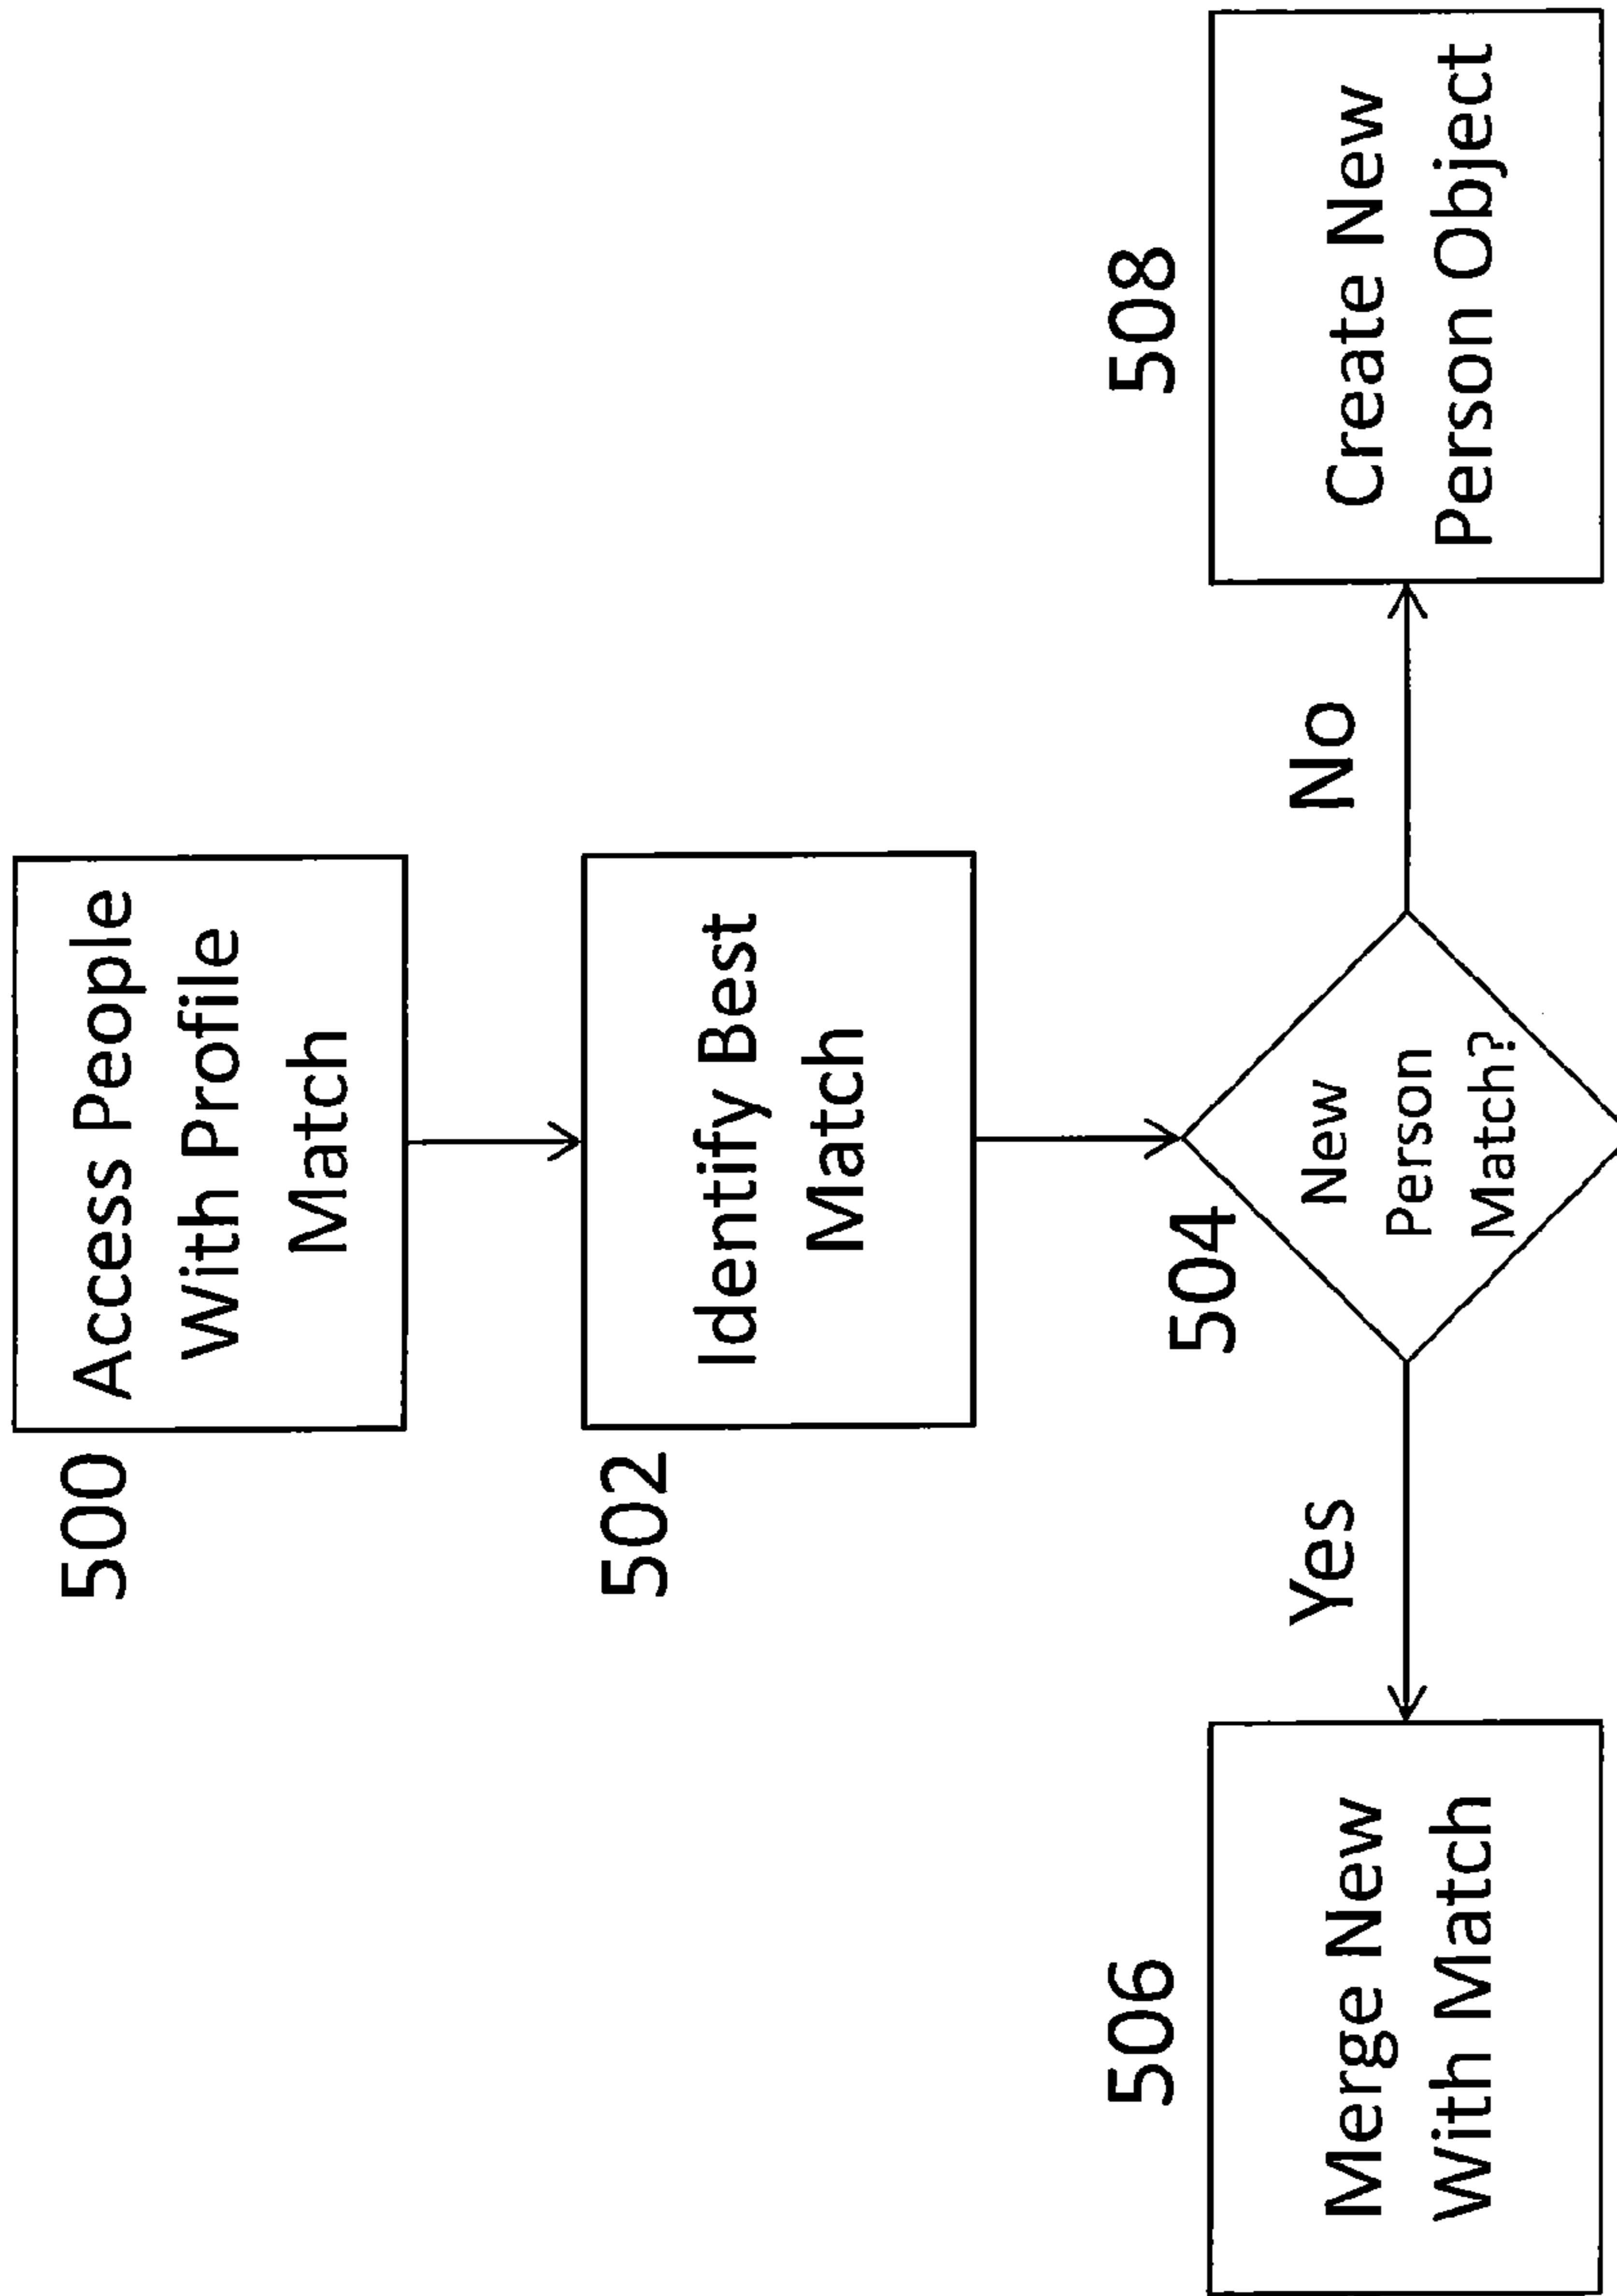 500
Access People
With Profile
Match
502
Identify Best
Match
504
New
Person
Match?
Yes
No
506
Merge New
With Match
508
Create New
Person Object